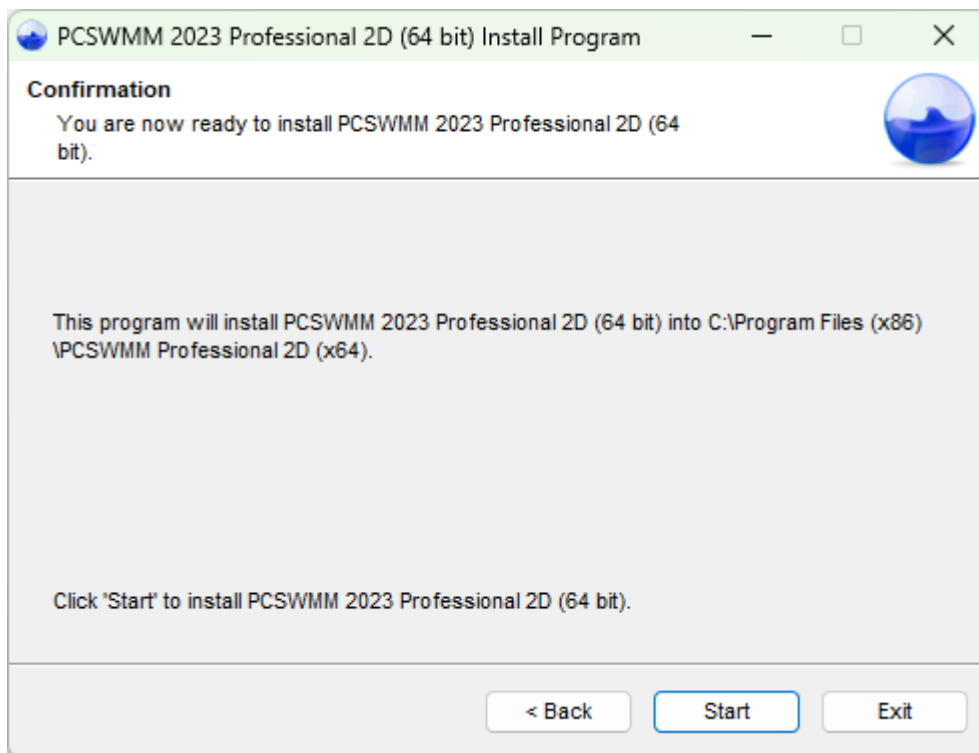 PCSWMM 2023 Professional 2D (64 bit) Install Program
Confirmation
You are now ready to install PCSWMM 2023 Professional 2D (64
bit).
This program will install PCSWMM 2023 Professional 2D (64 bit) into C:\Program Files (x86)
\PCSWMM Professional 2D (x64).
Click 'Start' to install PCSWMM 2023 Professional 2D (64 bit).
< Back
Start
Exit